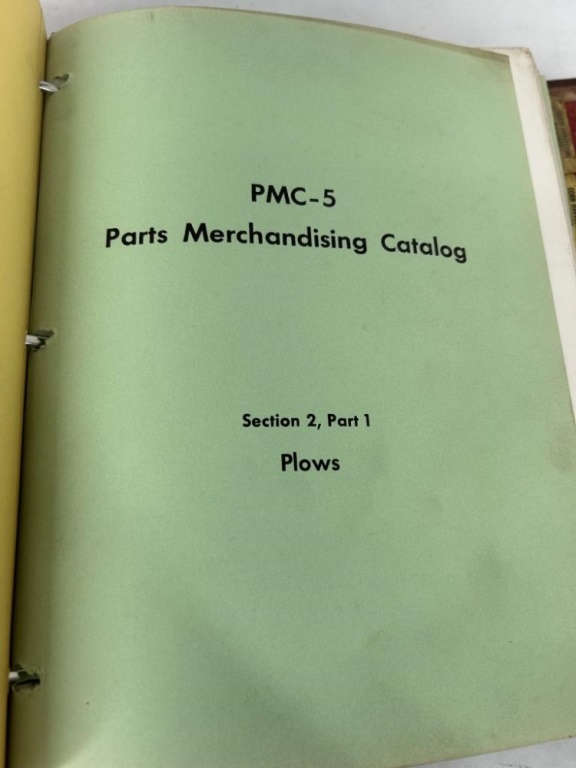 PMC-5
Parts Merchandising Catalog
Section 2, Part 1
Plows